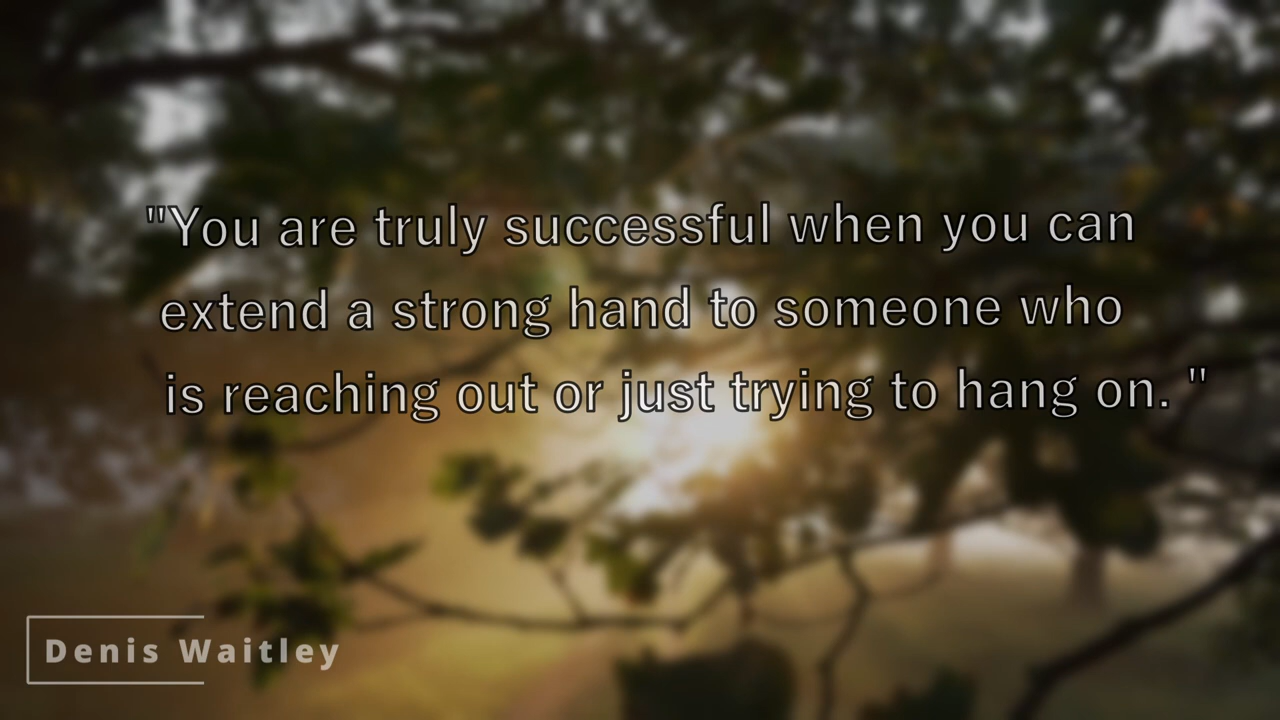 "You are truly successful when you can
extend a strong hand to someone who
is reaching out or just trying to hang on."
Denis Waitley